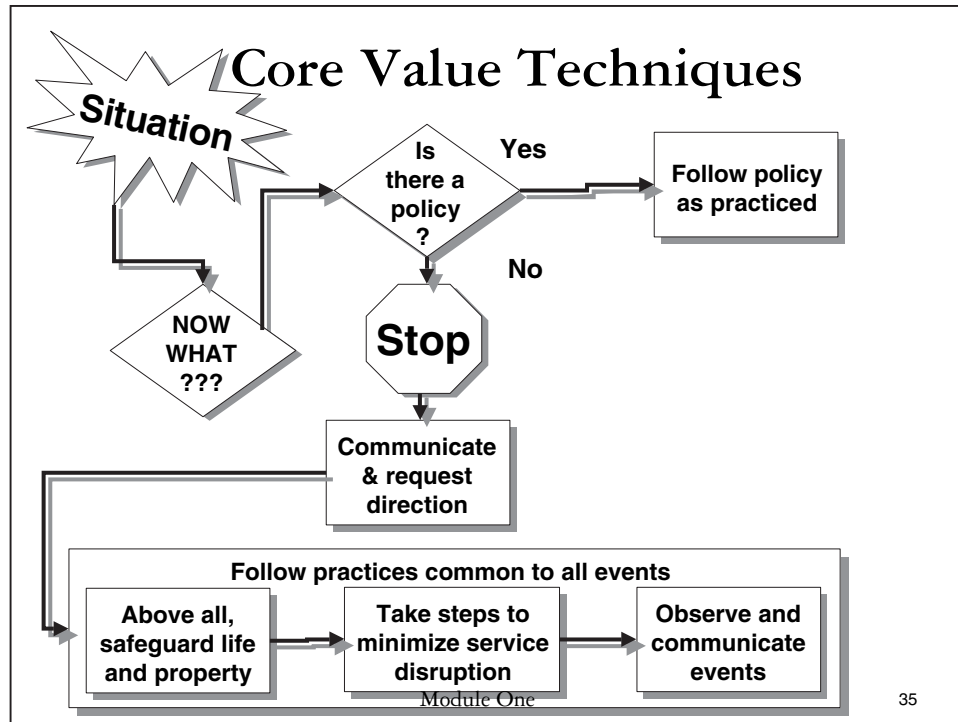 Core Value Techniques
Situation
NOW
WHAT
???
Is
there a
policy
?
Yes
Follow policy
as practiced
No
Stop
Communicate
& request
direction
Follow practices common to all events
Above all,
safeguard life
and property
Take steps to
minimize service
disruption
Observe and
communicate
events
Module One
35